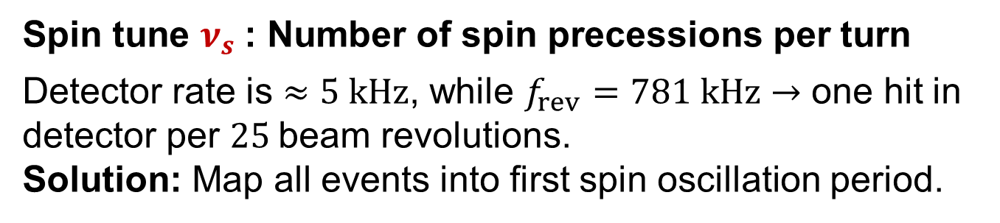 Spin tune 𝝂ₛ : Number of spin precessions per turn
Detector rate is ≈ 5 kHz, while 𝑓rev = 781 kHz → one hit in
detector per 25 beam revolutions.
Solution: Map all events into first spin oscillation period.